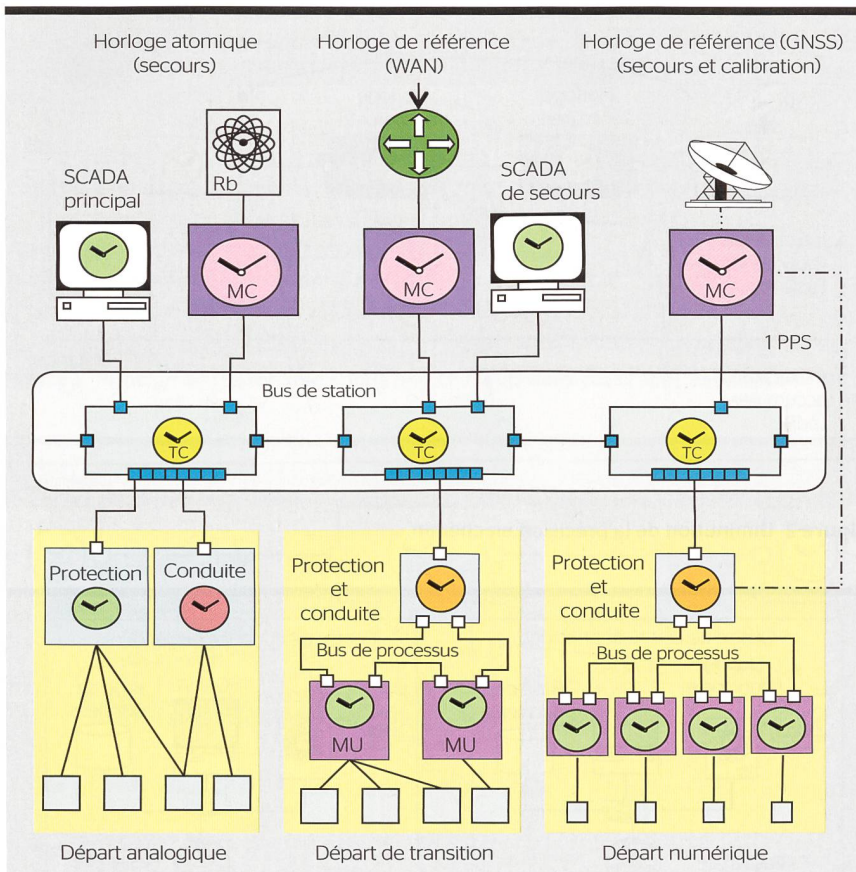 Horloge atomique
(secours)
Horloge de référence
(WAN)
Horloge de référence (GNSS)
(secours et calibration)
SCADA
principal
Rb
SCADA
de secours
MC
MC
MC
1 PPS
Bus de station
TC
TC
TC
Protection
Conduite
Protection
et
conduite
Protection
et
conduite
Bus de processus
Bus de processus
MU
MU
Départ analogique
Départ de transition
Départ numérique